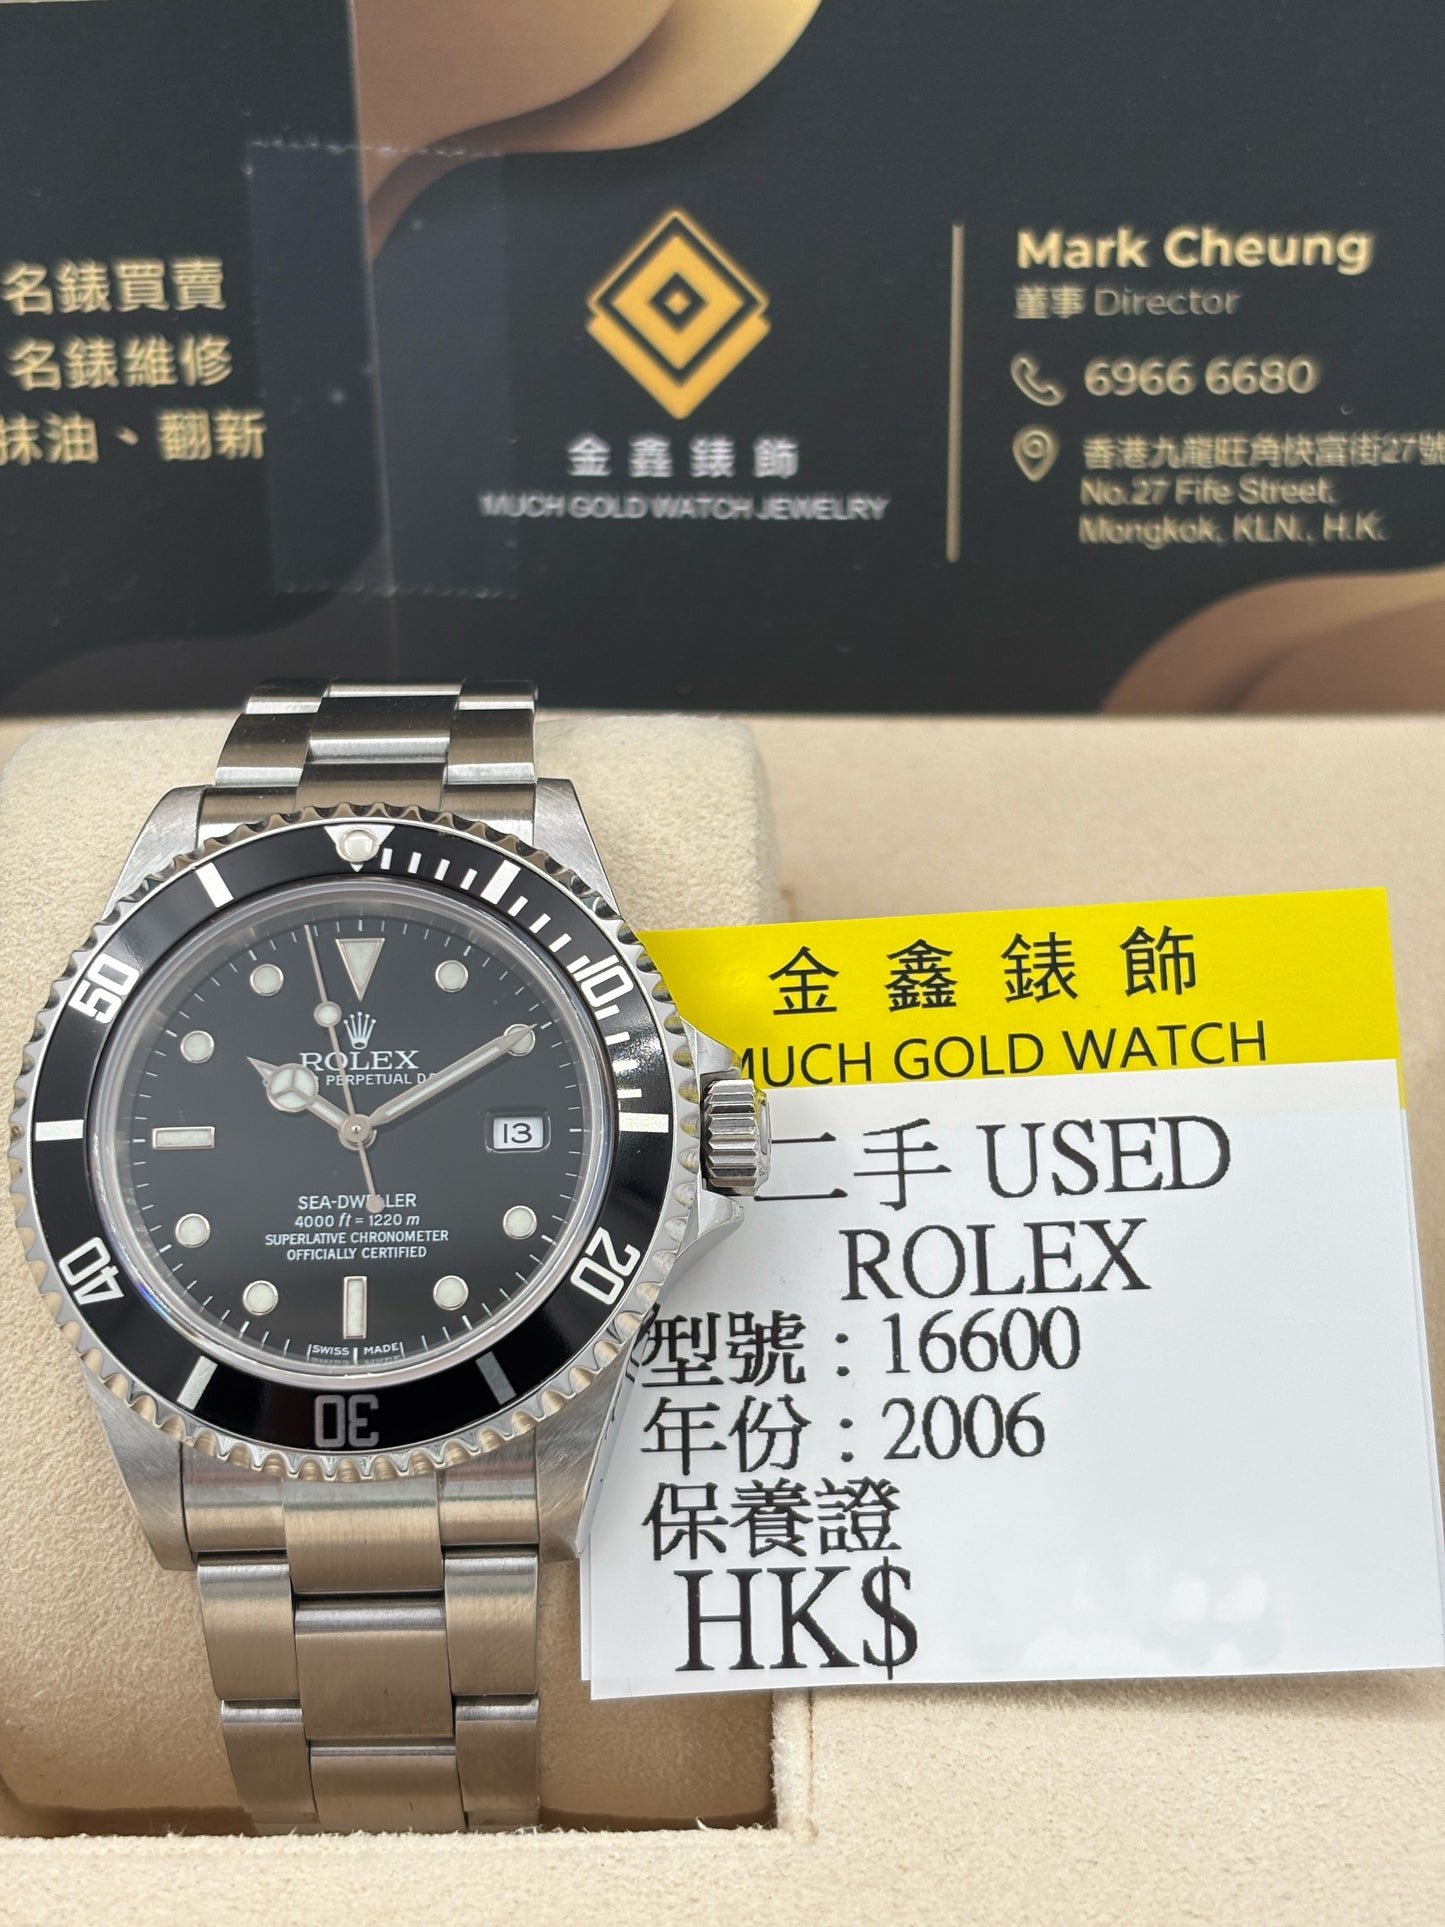 名錶買賣
名錶維修
抹油、翻新
金鑫錶飾
MUCH GOLD WATCH JEWELRY
Mark Cheung
董事 Director
6966 6680
香港九龍旺角快富街27號
No.27 Fife Street,
Mongkok, KLN., H.K.
50
10
40
20
30
ROLEX
PERPETUAL
13
SEA-DWELLER
4000 ft = 1220 m
SUPERLATIVE CHRONOMETER
OFFICIALLY CERTIFIED
SWISS MADE
金鑫錶飾
MUCH GOLD WATCH
二手 USED
ROLEX
型號：16600
年份：2006
保養證
HK$